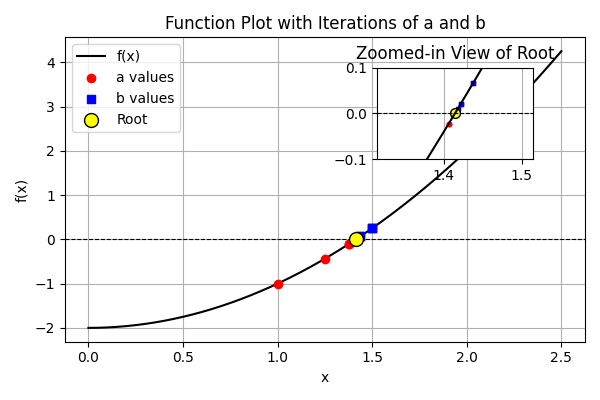 Function Plot with Iterations of a and b
f(x)
a values
b values
Root
Zoomed-in View of Root
0.1
0.0
−0.1
1.4
1.5
4
3
2
1
0
−1
−2
f(x)
0.0
0.5
1.0
1.5
2.0
2.5
x